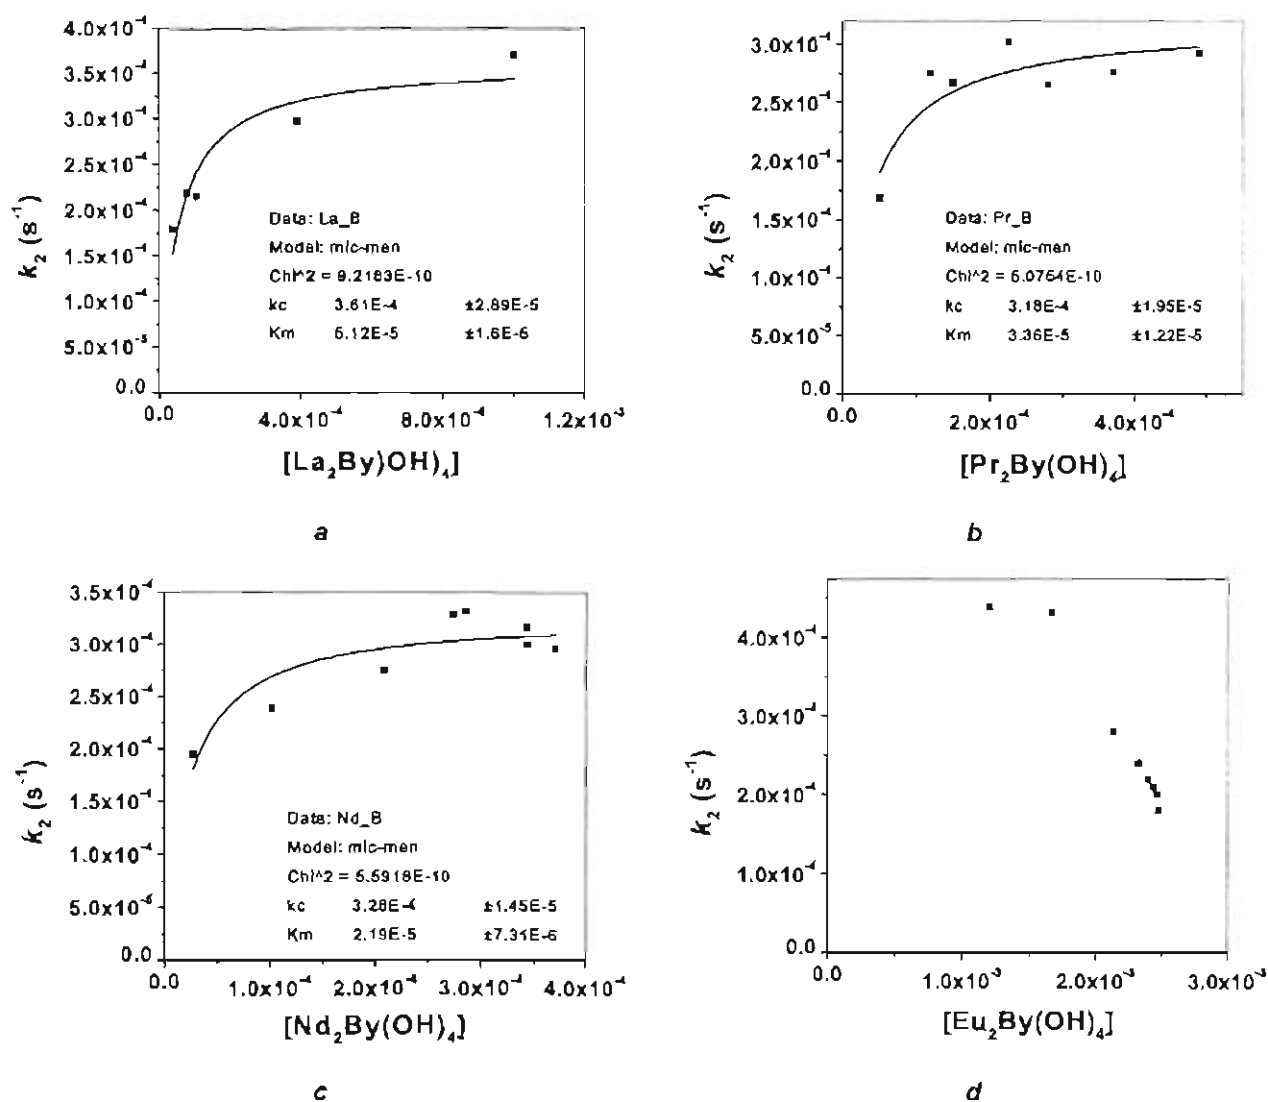 4.0x10⁻⁴
3.5x10⁻⁴
3.0x10⁻⁴
2.5x10⁻⁴
2.0x10⁻⁴
1.5x10⁻⁴
1.0x10⁻⁴
5.0x10⁻⁵
0.0
k₂ (s⁻¹)
Data: La_B
Model: mic-men
Chi^2 = 9.2183E-10
kc 3.61E-4 ±2.89E-5
Km
0.0 4.0x10⁻⁴ 8.0x10⁻⁴ 1.2x10⁻³
[La₂By)OH)₄]
a
3.0x10⁻⁴
2.5x10⁻⁴
2.0x10⁻⁴
1.5x10⁻⁴
1.0x10⁻⁴
5.0x10⁻⁵
0.0
k₂ (s⁻¹)
Data: Pr_B
Model: mic-men
Chi^2 =
kc 3.18E-4 ±1.95E-5
Km 3.36E-5 ±1.22E-5
0.0 2.0x10⁻⁴ 4.0x10⁻⁴
[Pr₂By(OH)₄]
b
3.5x10⁻⁴
3.0x10⁻⁴
2.5x10⁻⁴
2.0x10⁻⁴
1.5x10⁻⁴
1.0x10⁻⁴
5.0x10⁻⁵
0.0
k₂ (s⁻¹)
Data: Nd_B
Model: mic-men
Chi^2 = 5.5918E-10
kc 3.28E-4 ±1.45E-5
Km 2.19E-5 ±7.31E-6
0.0 1.0x10⁻⁴ 2.0x10⁻⁴ 3.0x10⁻⁴ 4.0x10⁻⁴
[Nd₂By(OH)₄]
c
4.0x10⁻⁴
3.0x10⁻⁴
2.0x10⁻⁴
1.0x10⁻⁴
0.0
k₂ (s⁻¹)
0.0 1.0x10⁻³ 2.0x10⁻³ 3.0x10⁻³
[Eu₂By(OH)₄]
d